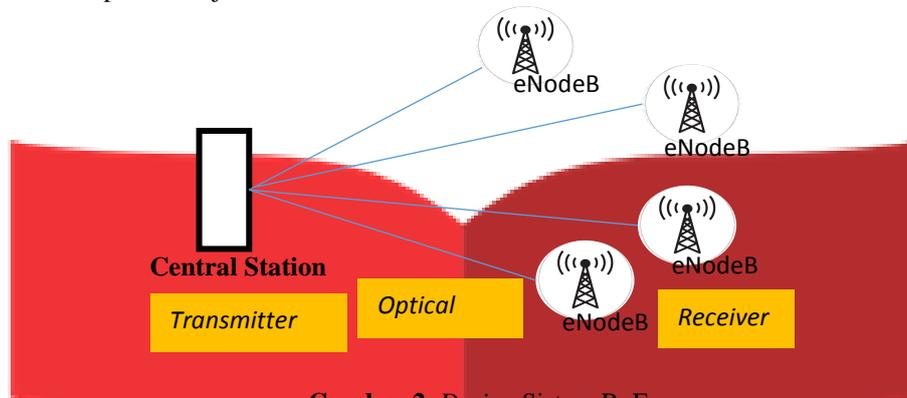 eNodeB
eNodeB
eNodeB
Central Station
eNodeB
Transmitter
Optical
Receiver